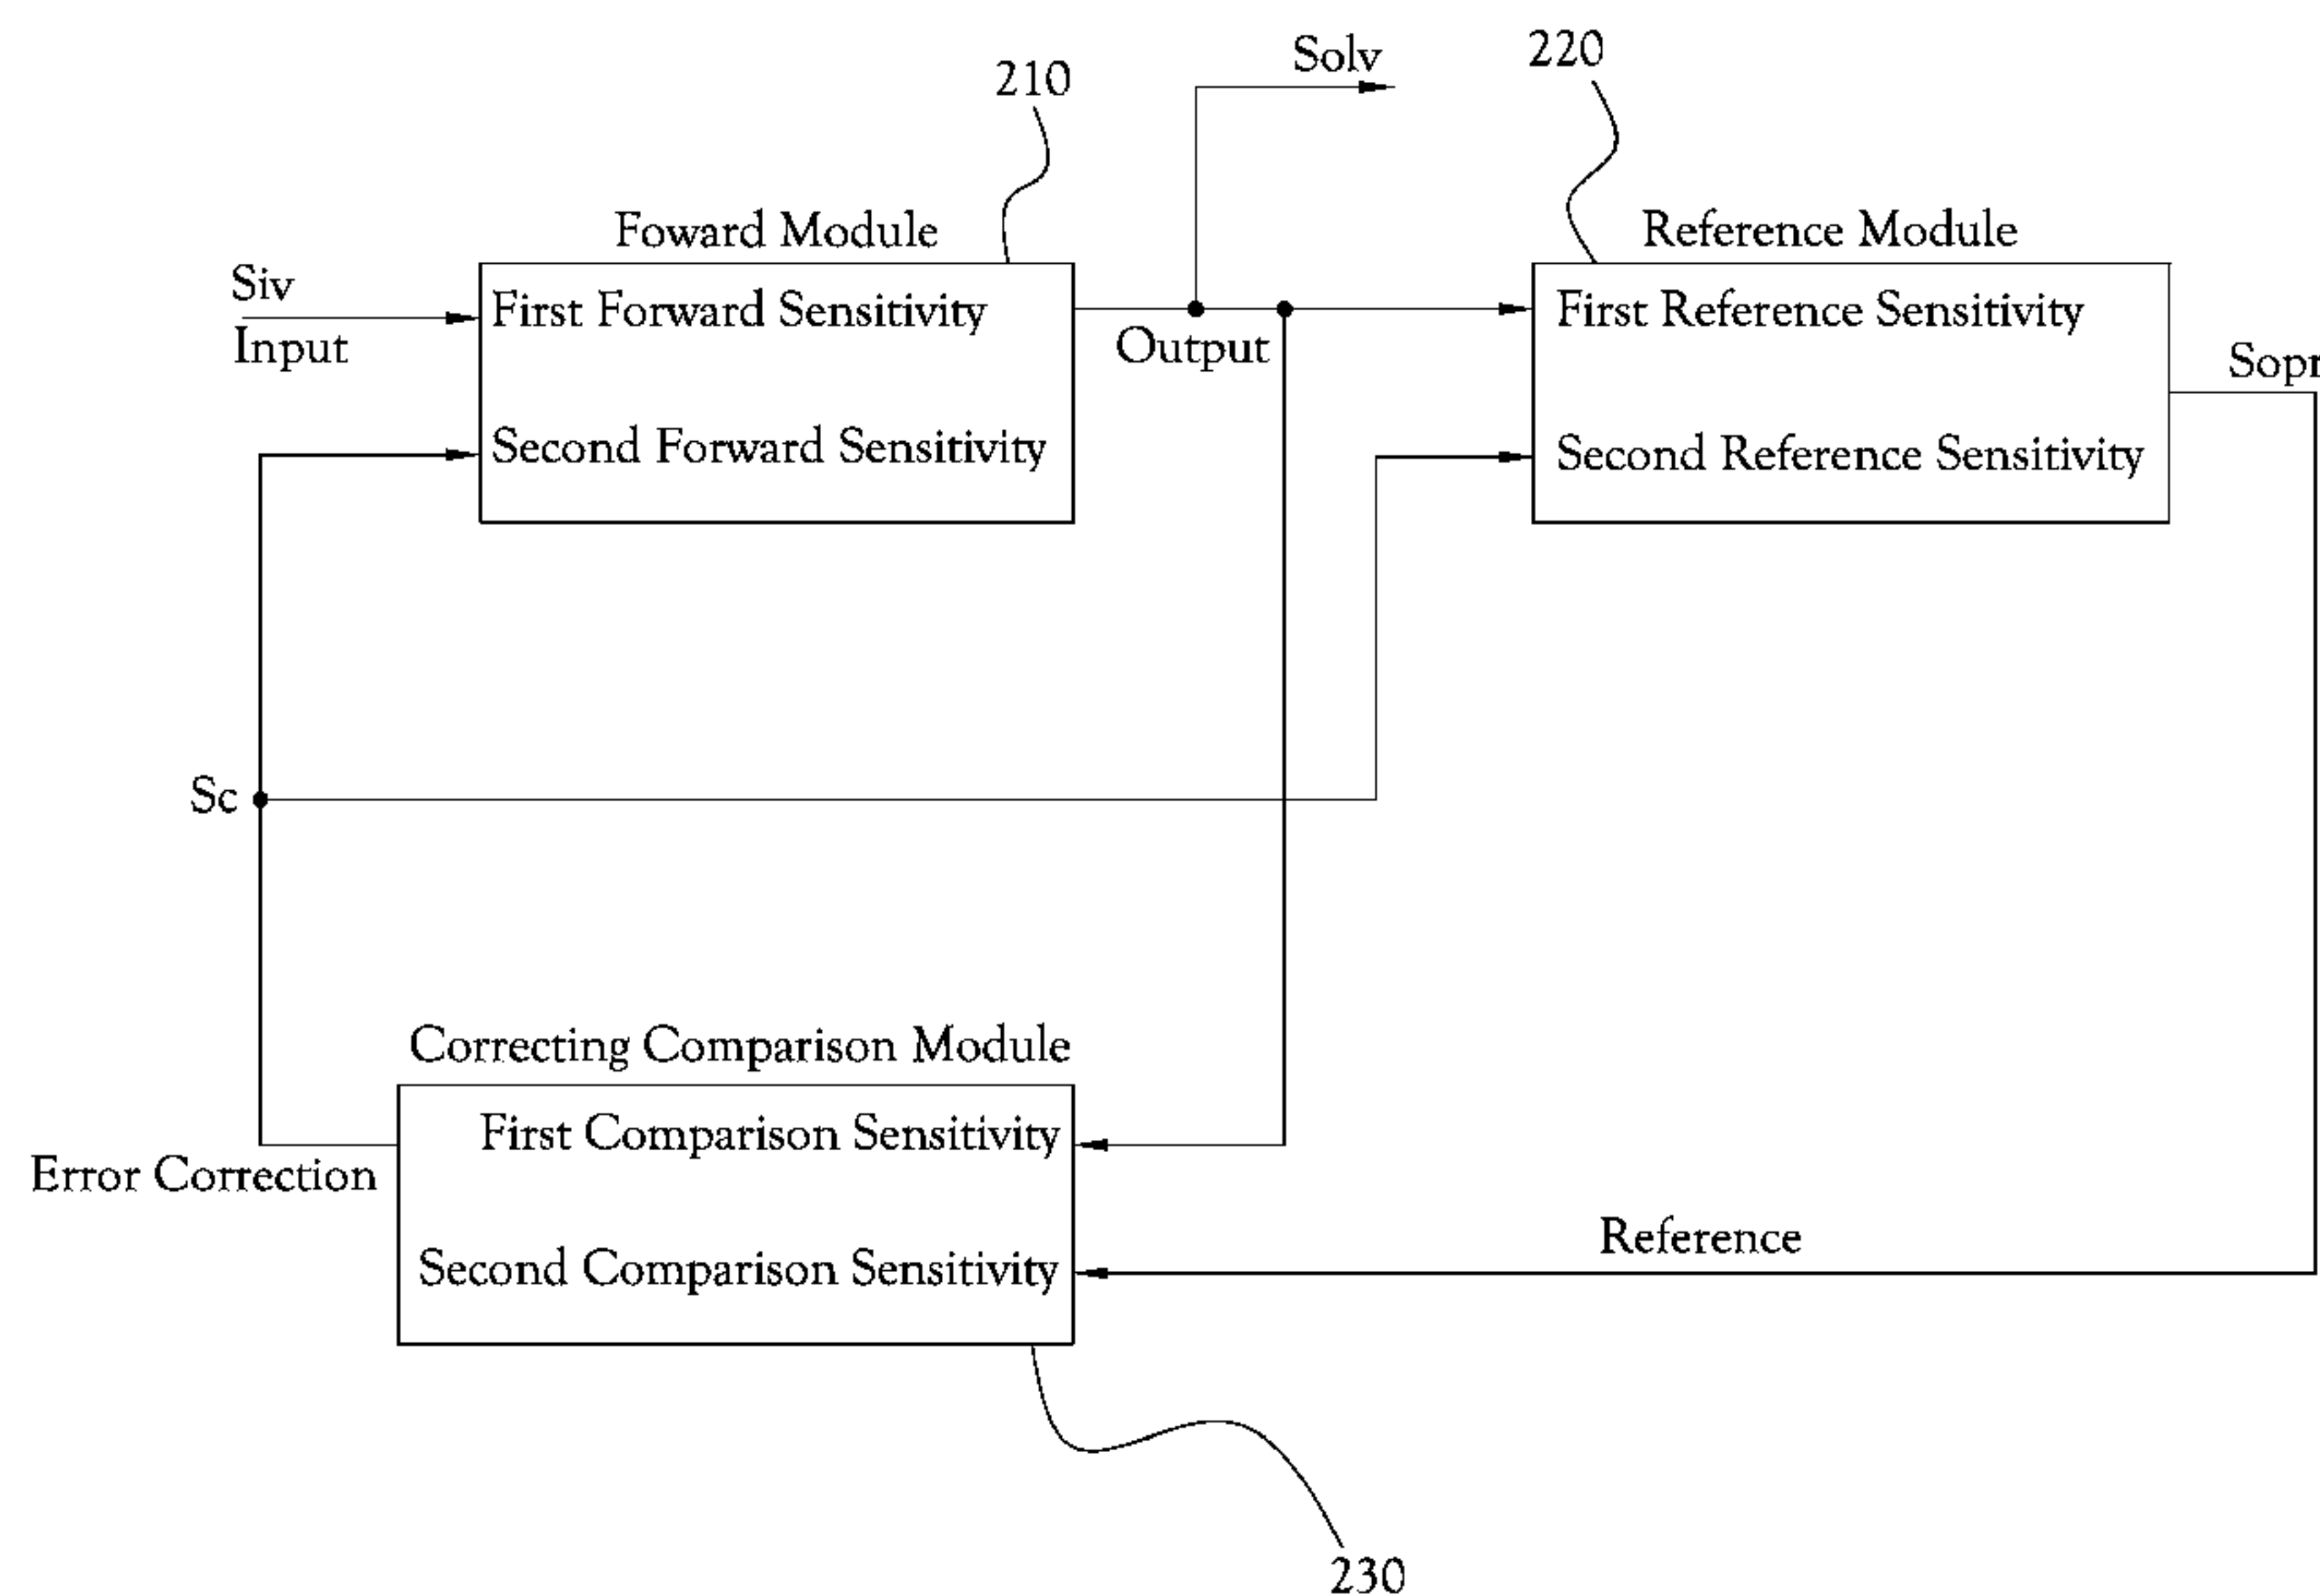 Solv
220
210
Foward Module
Reference Module
Siv
Input
First Forward Sensitivity
Second Forward Sensitivity
Output
First Reference Sensitivity
Second Reference Sensitivity
Sopr
Sc
Correcting Comparison Module
First Comparison Sensitivity
Error Correction
Second Comparison Sensitivity
Reference
230